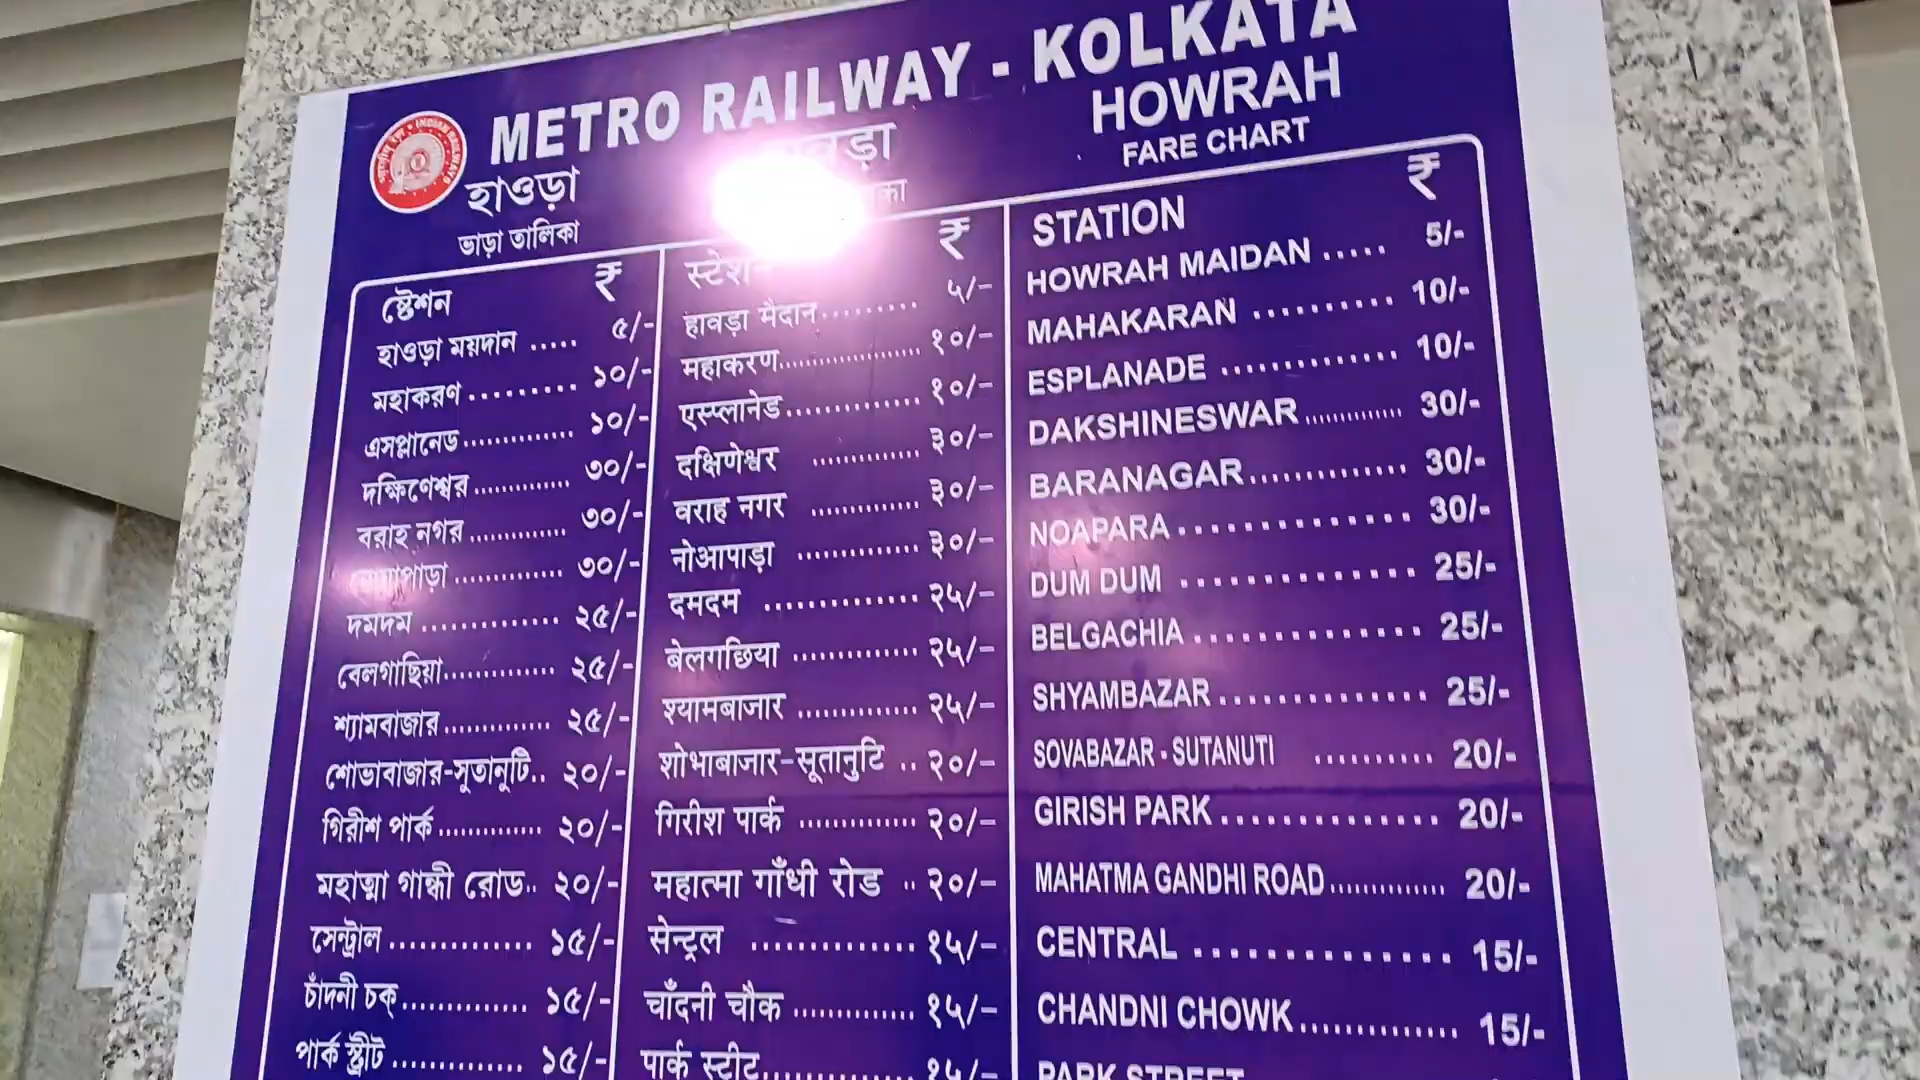 METRO RAILWAY - KOLKATA
হাওড়া
ভাড়া তালিকা
HOWRAH
FARE CHART
ষ্টেশন ₹
হাওড়া ময়দান ..... ৫/-
মহাকরণ ......... ১০/-
এসপ্লানেড ............. ১০/-
দক্ষিণেশ্বর ............ ৩০/-
বরাহ নগর ............ ৩০/-
............. ৩০/-
দমদম .............. ২৫/-
বেলগাছিয়া.............. ২৫/-
শ্যামবাজার ............ ২৫/-
শোভাবাজার-সুতানুটি.. ২০/-
গিরীশ পার্ক ............. ২০/-
মহাত্মা গান্ধী রোড.. ২০/-
সেন্ট্রাল .............. ১৫/-
চাঁদনী চক্ .............. ১৫/-
পার্ক স্ট্রীট .............. ১৫/-
₹
हावड़ा मैदान......... ५/-
महाकरण.................... १०/-
एस्प्लानेड............... १०/-
दक्षिणेश्वर ............. ३०/-
वराह नगर ............. ३०/-
नोआपाड़ा ............... ३०/-
दमदम .................. २५/-
बेलगछिया ............... २५/-
श्यामबाजार .............. २५/-
शोभाबाजार-सूतानुटि .. २०/-
गिरीश पार्क .............. २०/-
महात्मा गाँधी रोड .. २०/-
सेन्ट्रल .................. १५/-
चाँदनी चौक .............. १५/-
पार्क स्टीट................ १५/-
STATION ₹
HOWRAH MAIDAN ..... 5/-
MAHAKARAN .......... 10/-
ESPLANADE ............. 10/-
DAKSHINESWAR .............. 30/-
BARANAGAR............. 30/-
NOAPARA............... 30/-
DUM DUM ............... 25/-
BELGACHIA............... 25/-
SHYAMBAZAR.............. 25/-
SOVABAZAR - SUTANUTI .......... 20/-
GIRISH PARK............... 20/-
MAHATMA GANDHI ROAD.............. 20/-
CENTRAL .............. 15/-
CHANDNI CHOWK.............. 15/-
PARK STREET